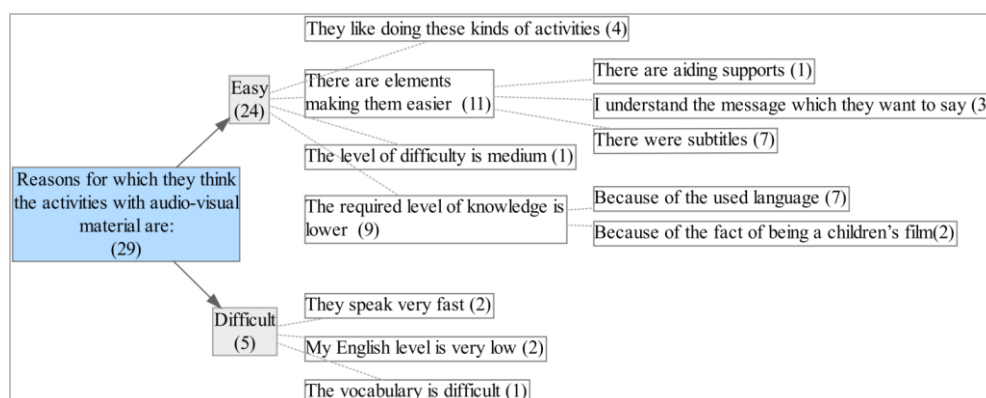 Reasons for which they think
the activities with audio-visual
material are:
(29)
Easy
(24)
They like doing these kinds of activities (4)
There are elements
making them easier (11)
There are aiding supports (1)
I understand the message which they want to say (3
There were subtitles (7)
The level of difficulty is medium (1)
The required level of knowledge is
lower (9)
Because of the used language (7)
Because of the fact of being a children's film(2)
Difficult
(5)
They speak very fast (2)
My English level is very low (2)
The vocabulary is difficult (1)